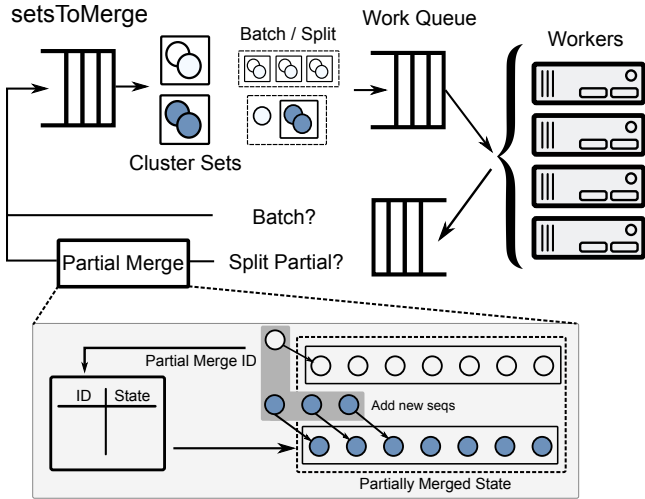 setsToMerge
Batch / Split
Work Queue
Workers
Cluster Sets
Batch?
Partial Merge
Split Partial?
Partial Merge ID
ID State
Add new seqs
Partially Merged State